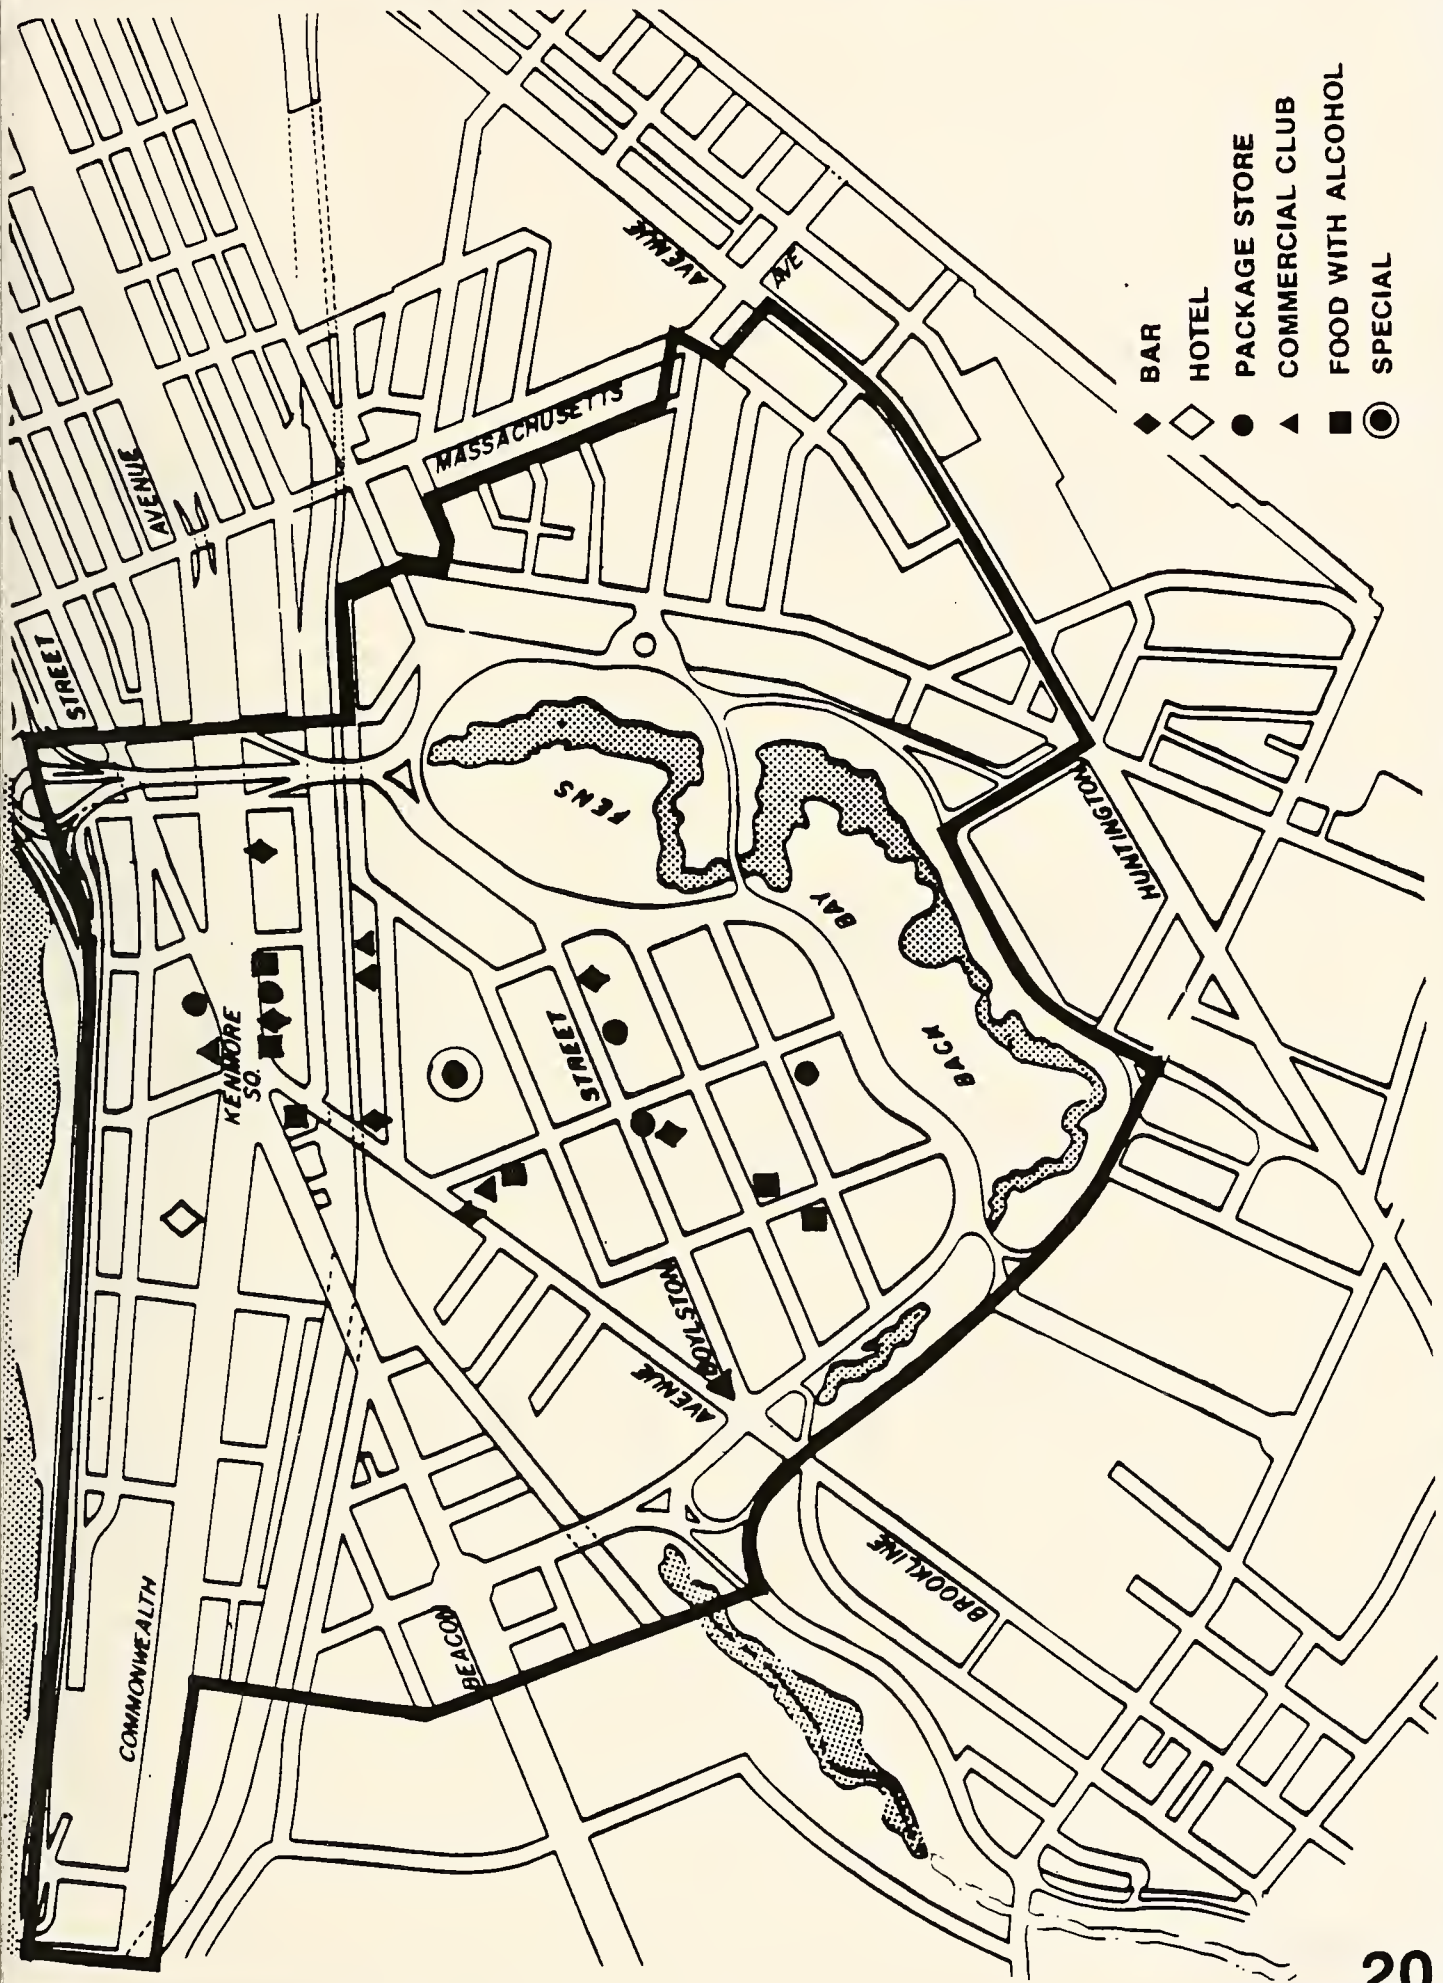 STREET
AVENUE
MASSACHUSETTS
AVENUE
AVE
KENMORE
SQ.
STREET
FENS
BAY
BACK
HUNTINGTON
BOYLSTON
AVENUE
BROOKLINE
BEACON
COMMONWEALTH
BAR
HOTEL
PACKAGE STORE
COMMERCIAL CLUB
FOOD WITH ALCOHOL
SPECIAL
20